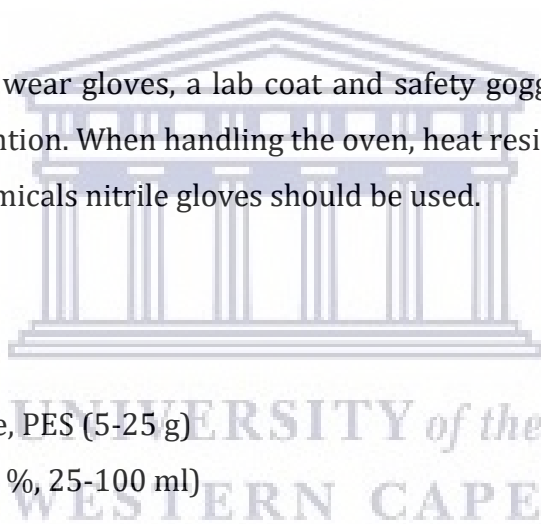 wear gloves, a lab coat and safety gogg
ntion. When handling the oven, heat resi
micals nitrile gloves should be used.
e, PES (5-25 g)
UNIVERSITY of the
%, 25-100 ml)
WESTERN CAPE